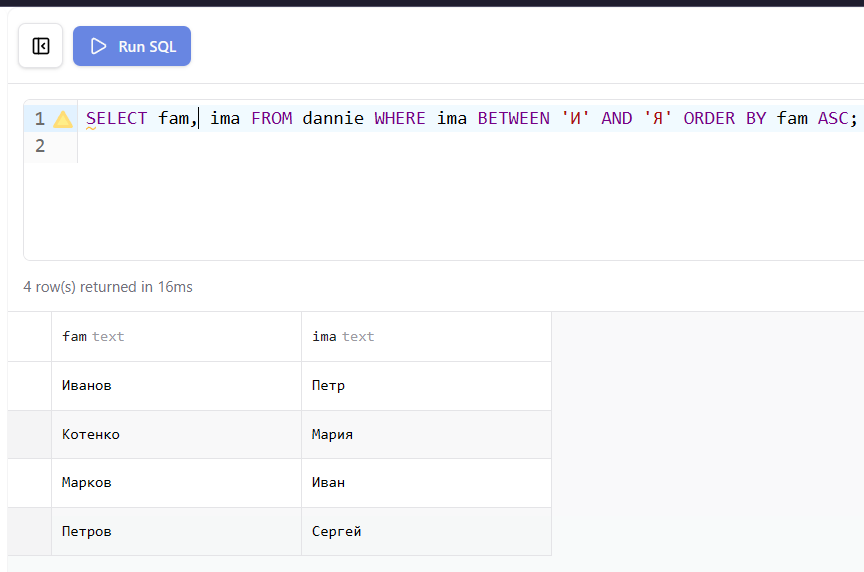 Run SQL
1 SELECT fam, ima FROM dannie WHERE ima BETWEEN 'И' AND 'Я' ORDER BY fam ASC;
2
4 row(s) returned in 16ms
fam text ima text
Иванов Петр
Котенко Мария
Марков Иван
Петров Сергей